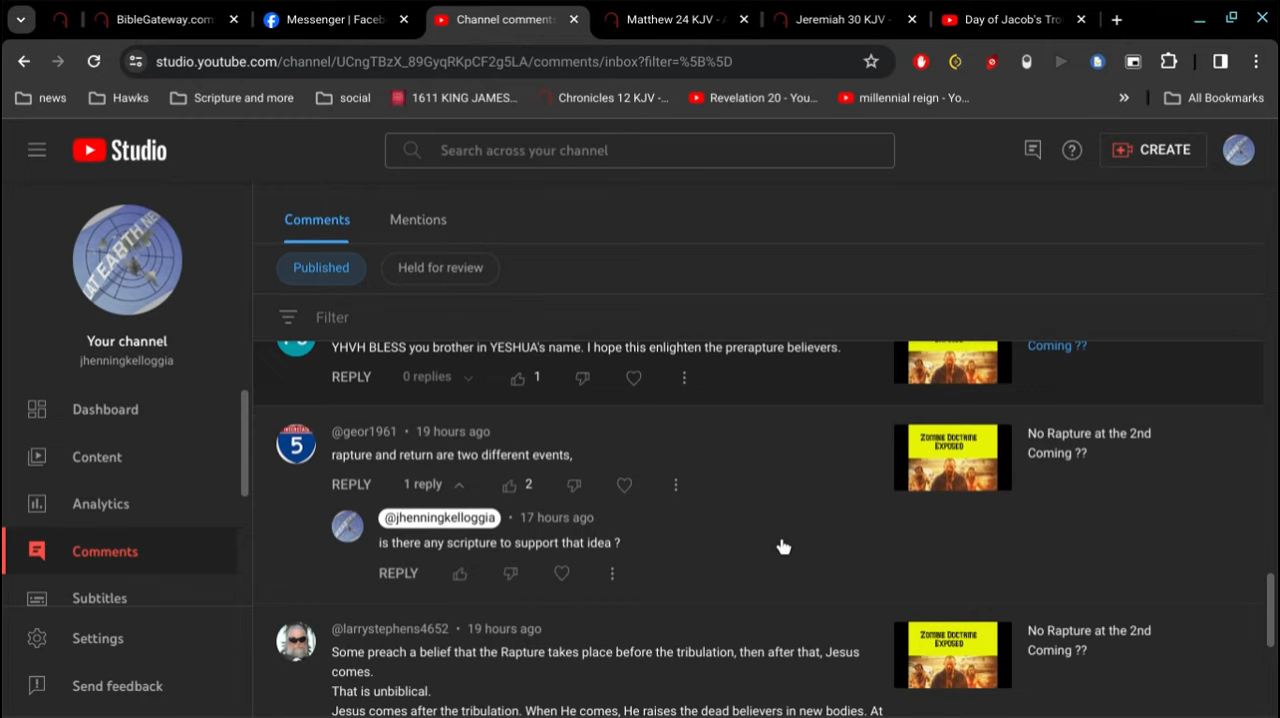 BibleGateway.com:
Messenger | Faceb
Channel comments
Matthew 24 KJV - A
Jeremiah 30 KJV -
Day of Jacob's Tro
studio.youtube.com/channel/UCngTBzX_89GyqRKpCF2g5LA/comments/inbox?filter=%5B%5D
news
Hawks
Scripture and more
social
1611 KING JAMES...
Chronicles 12 KJV -...
Revelation 20 - You...
millennial reign - Yo...
All Bookmarks
Studio
Search across your channel
CREATE
AT EARTH NE
Your channel
jhenningkelloggia
Dashboard
Content
Analytics
Comments
Subtitles
Settings
Send feedback
Comments
Mentions
Published
Held for review
Filter
YHVH BLESS you brother in YESHUA's name. I hope this enlighten the prerapture believers.
REPLY
0 replies
1
Coming ??
INTERSTATE
5
@geor1961 • 19 hours ago
rapture and return are two different events,
REPLY
1 reply
2
ZOMBIE DOCTRINE
EXPOSED
No Rapture at the 2nd
Coming ??
@jhenningkelloggia • 17 hours ago
is there any scripture to support that idea ?
REPLY
@larrystephens4652 • 19 hours ago
Some preach a belief that the Rapture takes place before the tribulation, then after that, Jesus
comes.
That is unbiblical.
Jesus comes after the tribulation. When He comes, He raises the dead believers in new bodies. At
ZOMBIE DOCTRINE
EXPOSED
No Rapture at the 2nd
Coming ??